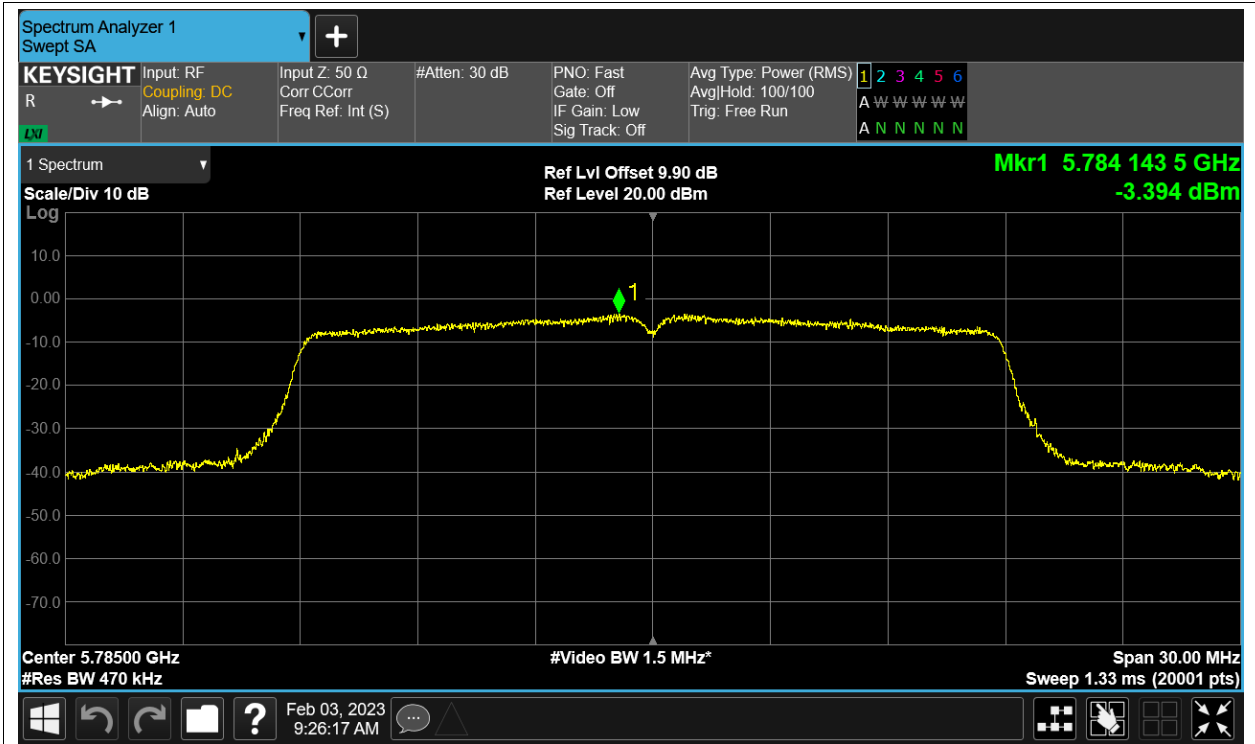 Spectrum Analyzer 1
Swept SA
KEYSIGHT
R
LXI
Input: RF
Coupling: DC
Align: Auto
Input Z: 50 Ω
Corr CCorr
Freq Ref: Int (S)
#Atten: 30 dB
PNO: Fast
Gate: Off
IF Gain: Low
Sig Track: Off
Avg Type: Power (RMS)
Avg|Hold: 100/100
Trig: Free Run
1 2 3 4 5 6
A W W W W W
A N N N N N
1 Spectrum
Scale/Div 10 dB
Log
Ref Lvl Offset 9.90 dB
Ref Level 20.00 dBm
Mkr1 5.784 143 5 GHz
-3.394 dBm
10.0
0.00
-10.0
-20.0
-30.0
-40.0
-50.0
-60.0
-70.0
1
Center 5.78500 GHz
#Res BW 470 kHz
#Video BW 1.5 MHz*
Span 30.00 MHz
Sweep 1.33 ms (20001 pts)
?
Feb 03, 2023
9:26:17 AM